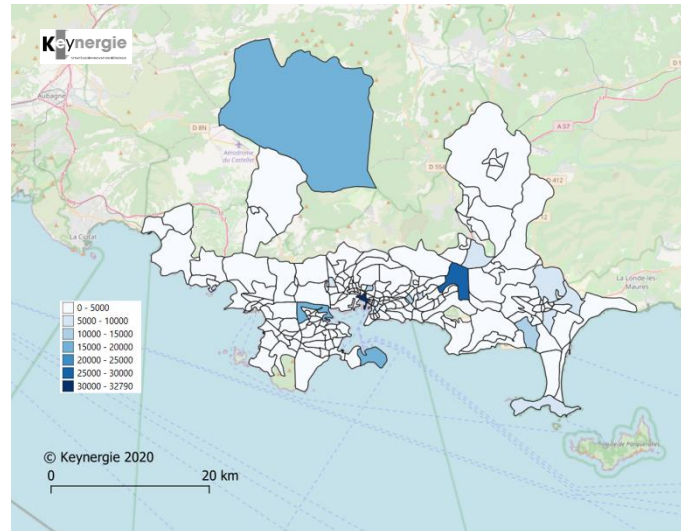 Keynergie
Aubagne
D 8N
Aérodrome
du Castellet
La Ciotat
A 57
D 554
D 412
La Londe-les-
Maures
0 - 5000
5000 - 10000
10000 - 15000
15000 - 20000
20000 - 25000
25000 - 30000
30000 - 32790
© Keynergie 2020
0 20 km